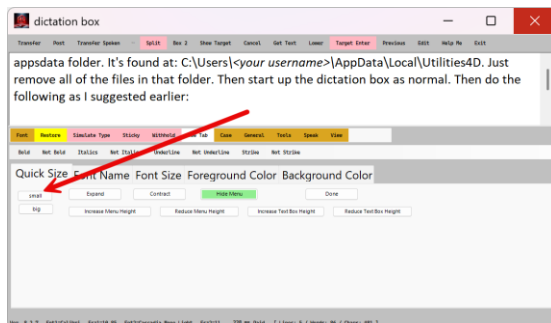 dictation box
Transfer Post Transfer Spoken - Split Box 2 Show Target Cancel Get Text Lower Target Enter Previous Edit Help Me Exit
appsdata folder. It's found at: C:\Users\<your username>\AppData\Local\Utilities4D. Just
remove all of the files in that folder. Then start up the dictation box as normal. Then do the
following as I suggested earlier:
Font Restore Simulate Type Sticky Withhold Tab Case General Tools Speak View
Bold Not Bold Italics Not Italics Underline Not Underline Strike Not Strike
Quick Size Font Name Font Size Foreground Color Background Color
small Expand Contract Hide Menu Done
big Increase Menu Height Reduce Menu Height Increase Text Box Height Reduce Text Box Height